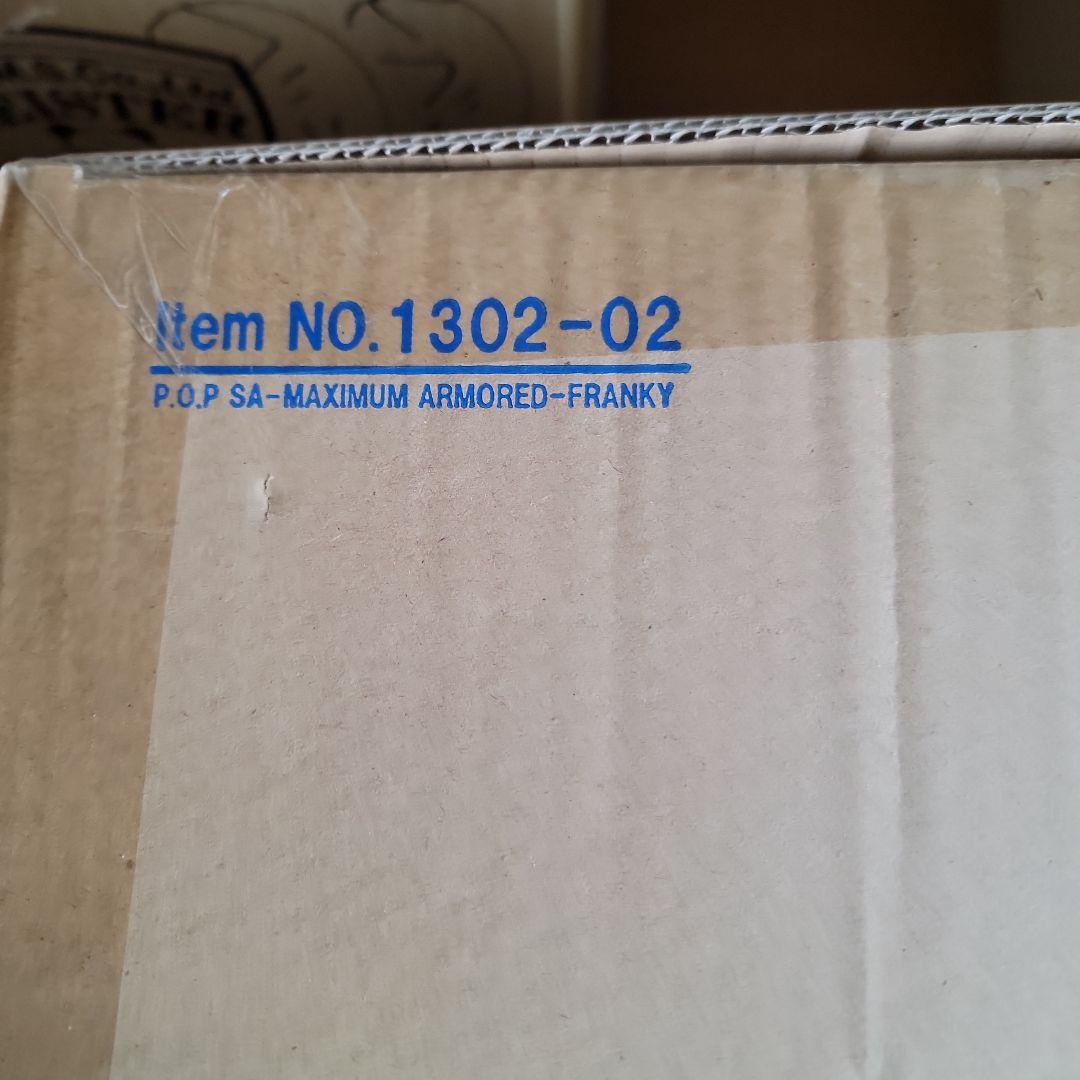 Item NO. 1302-02
P.O.P SA-MAXIMUM ARMORED-FRANKY